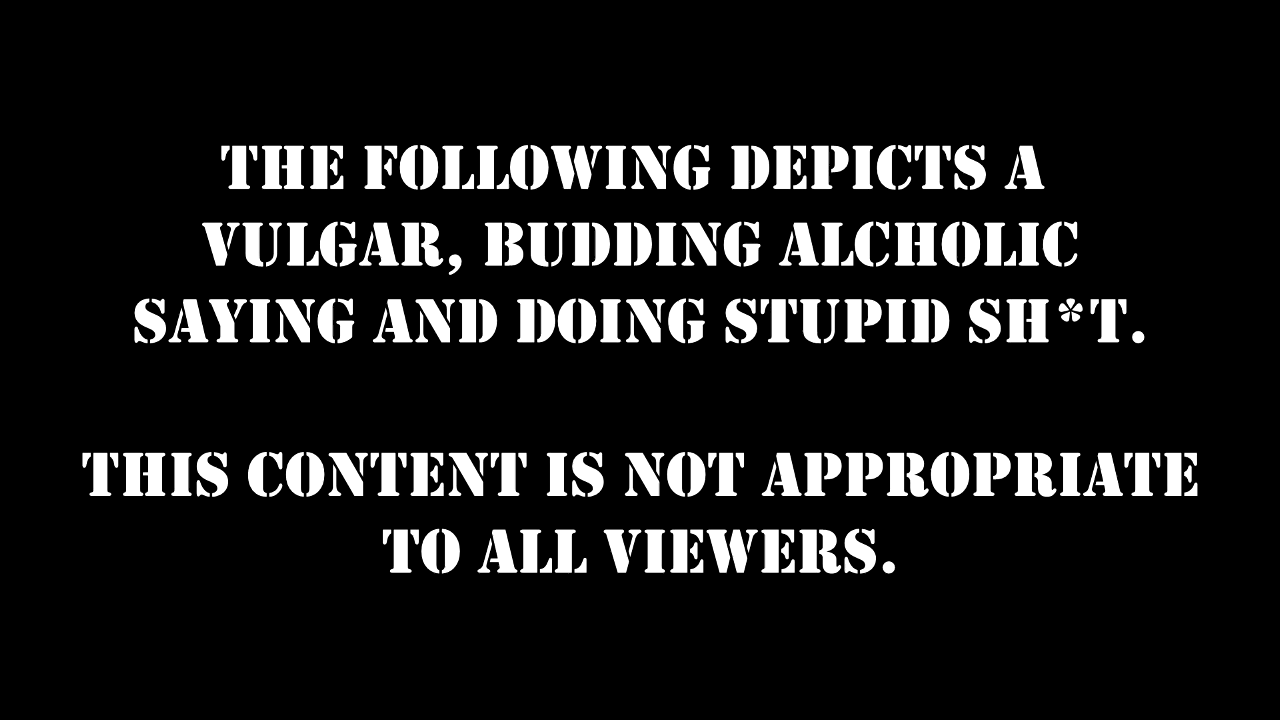 THE FOLLOWING DEPICTS A
VULGAR, BUDDING ALCHOLIC
SAYING AND DOING STUPID SH*T.
THIS CONTENT IS NOT APPROPRIATE
TO ALL VIEWERS.